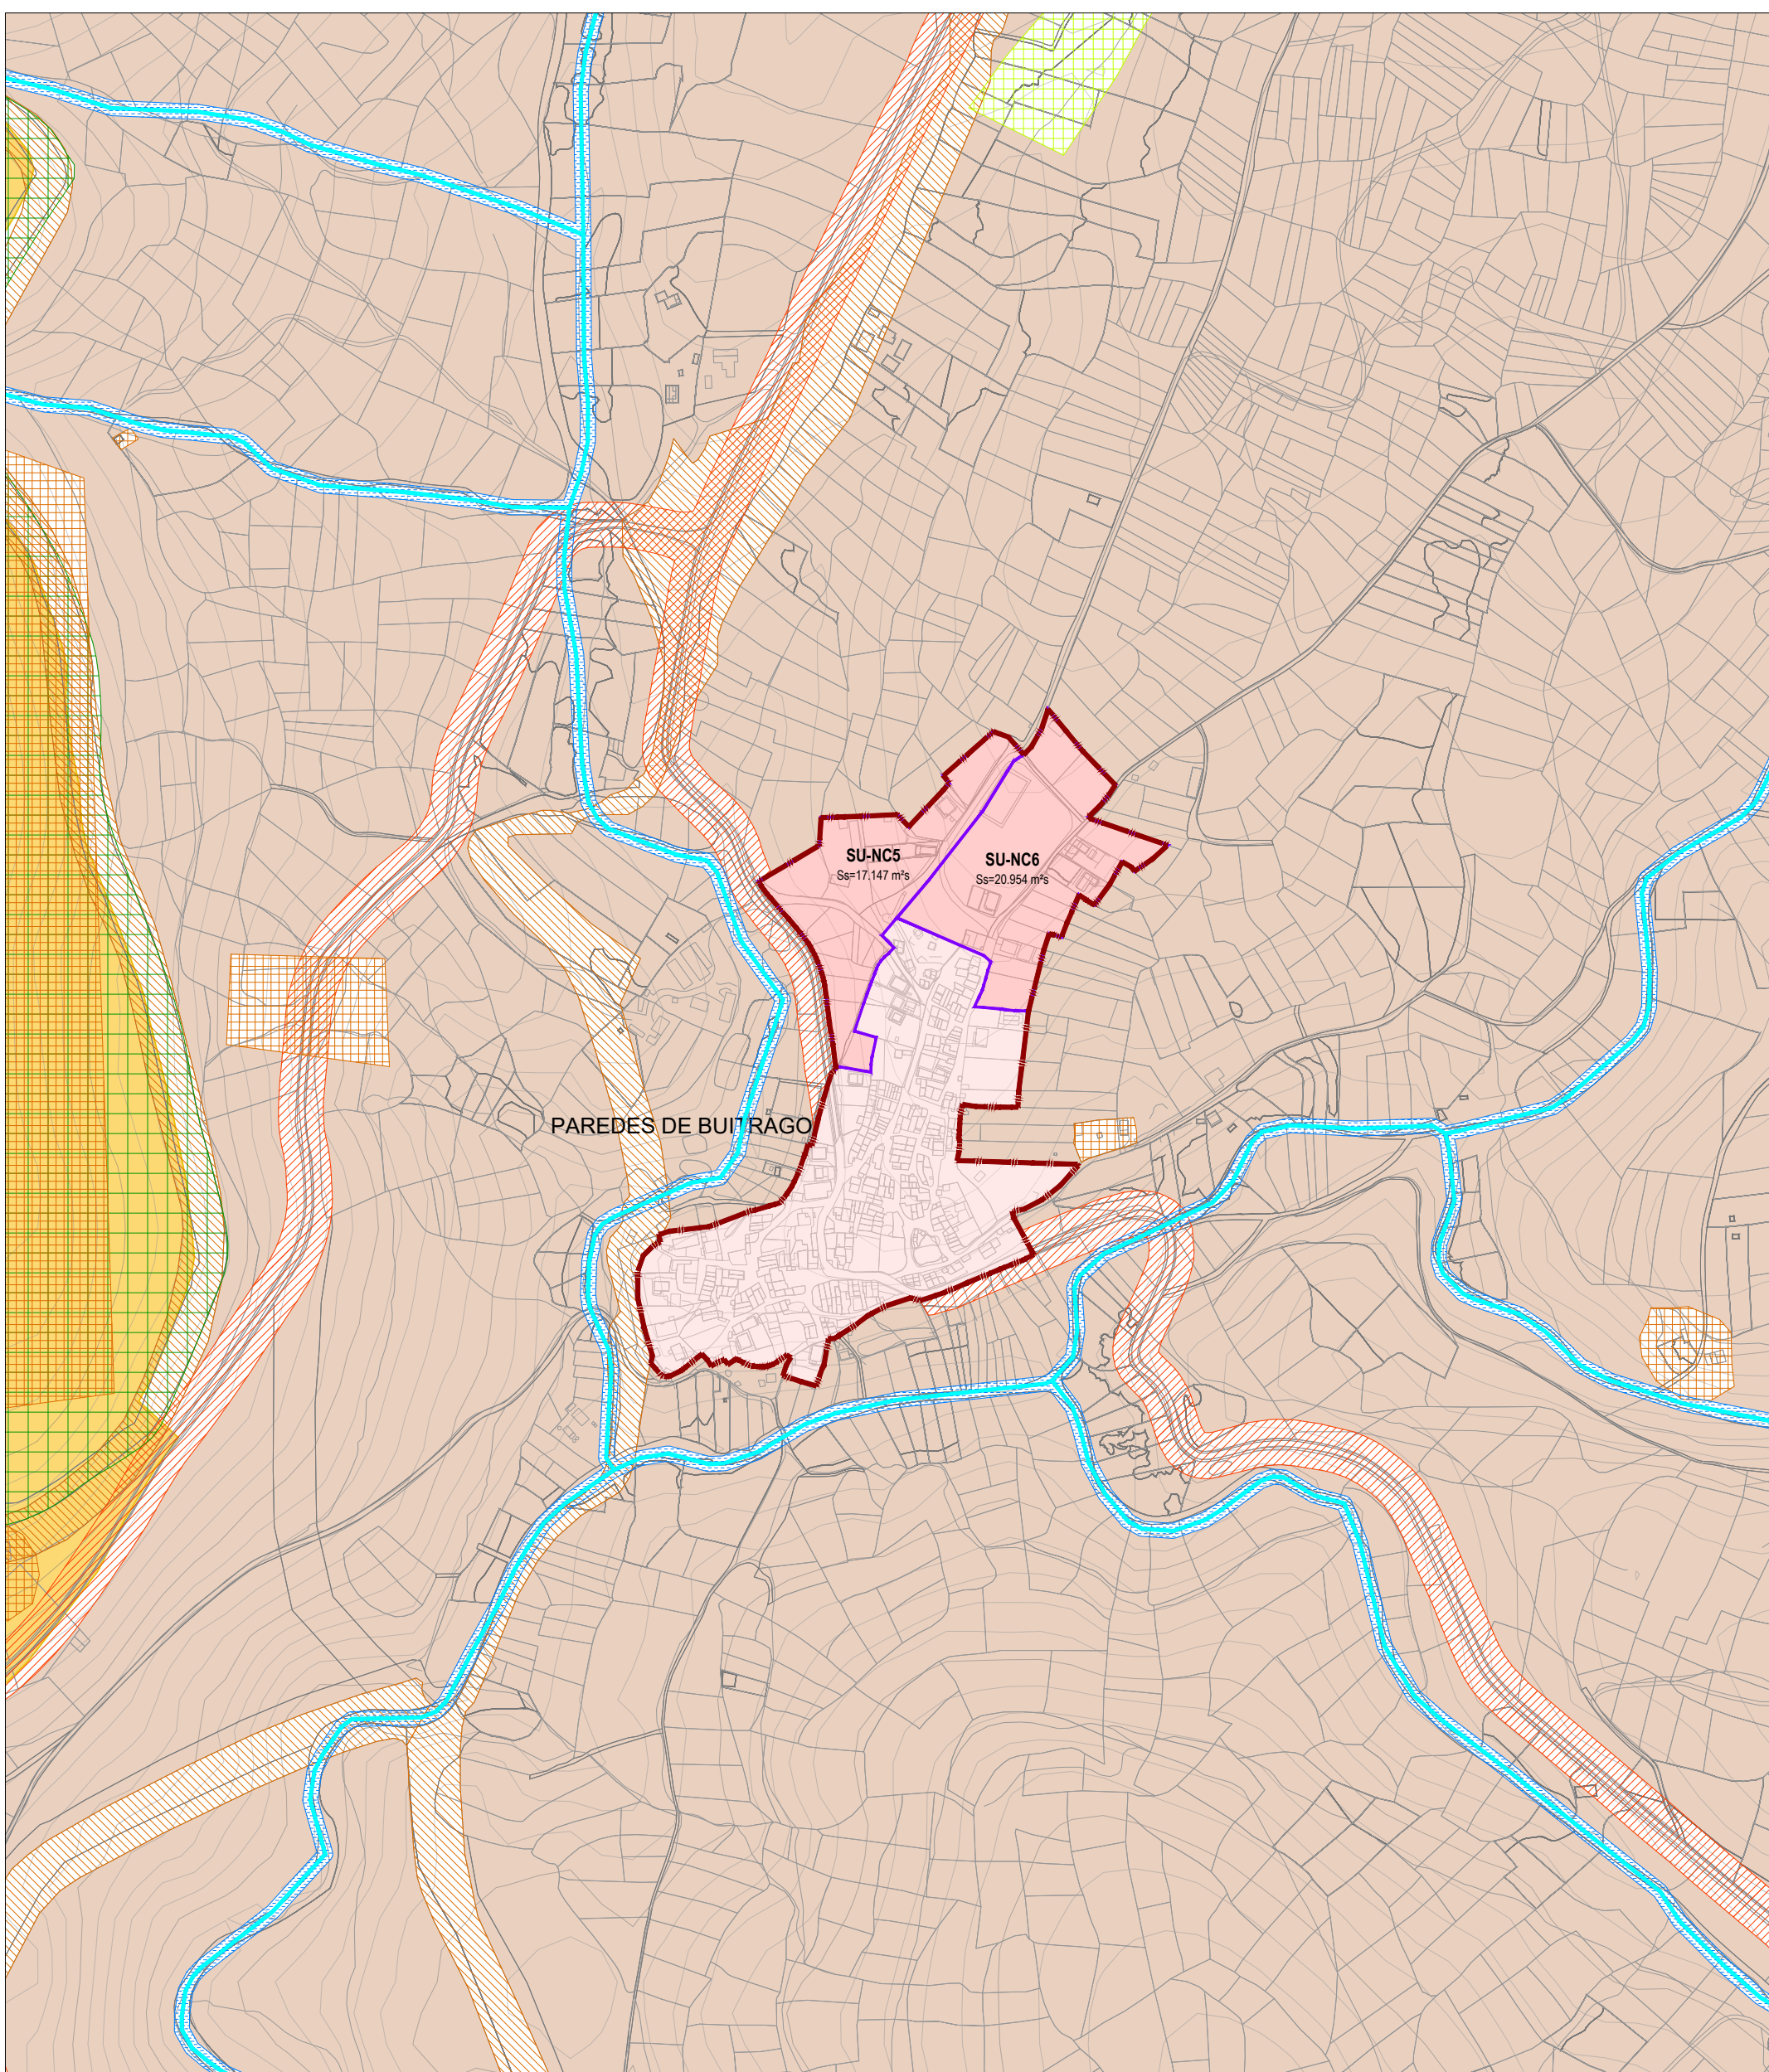 SU-NC5
Ss=17.147 m²s
SU-NC6
Ss=20.954 m²s
PAREDES DE BUITRAGO